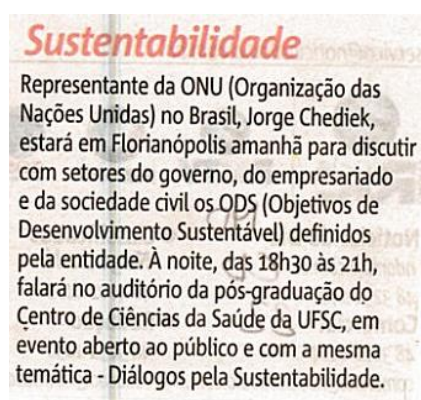 Sustentabilidade
Representante da ONU (Organização das
Nações Unidas) no Brasil, Jorge Chediek,
estará em Florianópolis amanhã para discutir
com setores do governo, do empresariado
e da sociedade civil os ODS (Objetivos de
Desenvolvimento Sustentável) definidos
pela entidade. À noite, das 18h30 às 21h,
falará no auditório da pós-graduação do
Centro de Ciências da Saúde da UFSC, em
evento aberto ao público e com a mesma
temática - Diálogos pela Sustentabilidade.